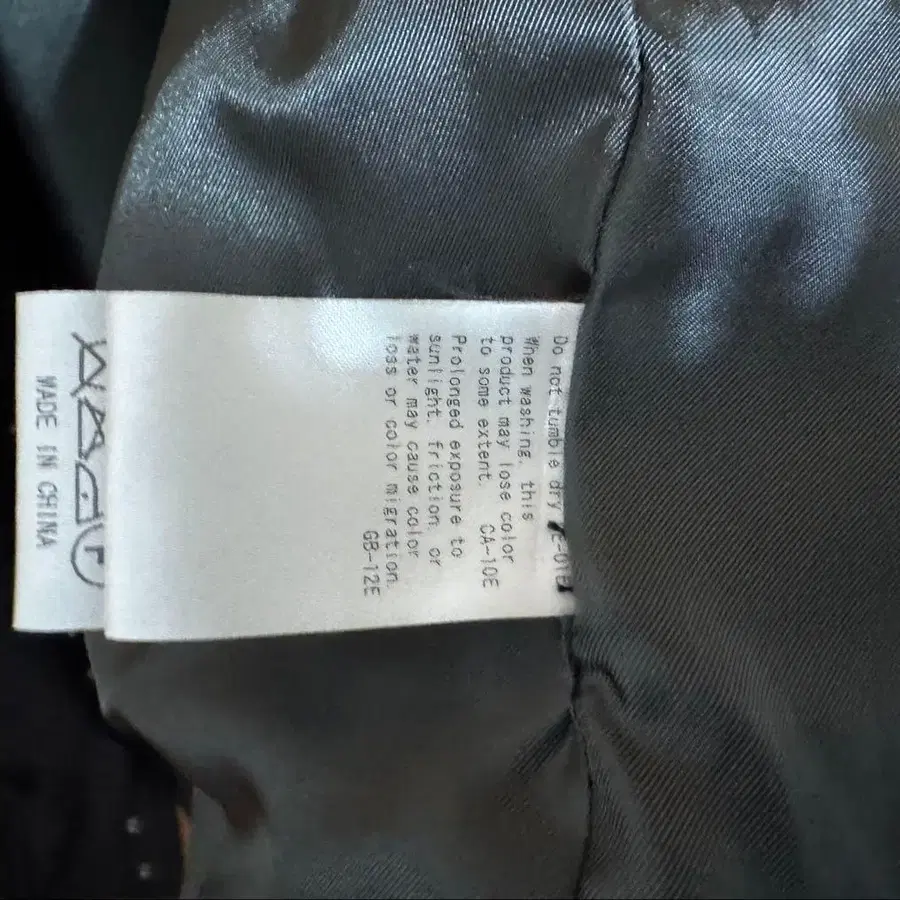 Do not tumble dry
When washing, this
product may lose color
to some extent.
CA-10E
Prolonged exposure to
sunlight, friction, or
water may cause color
loss or color migration.
GB-12E
MADE IN CHINA